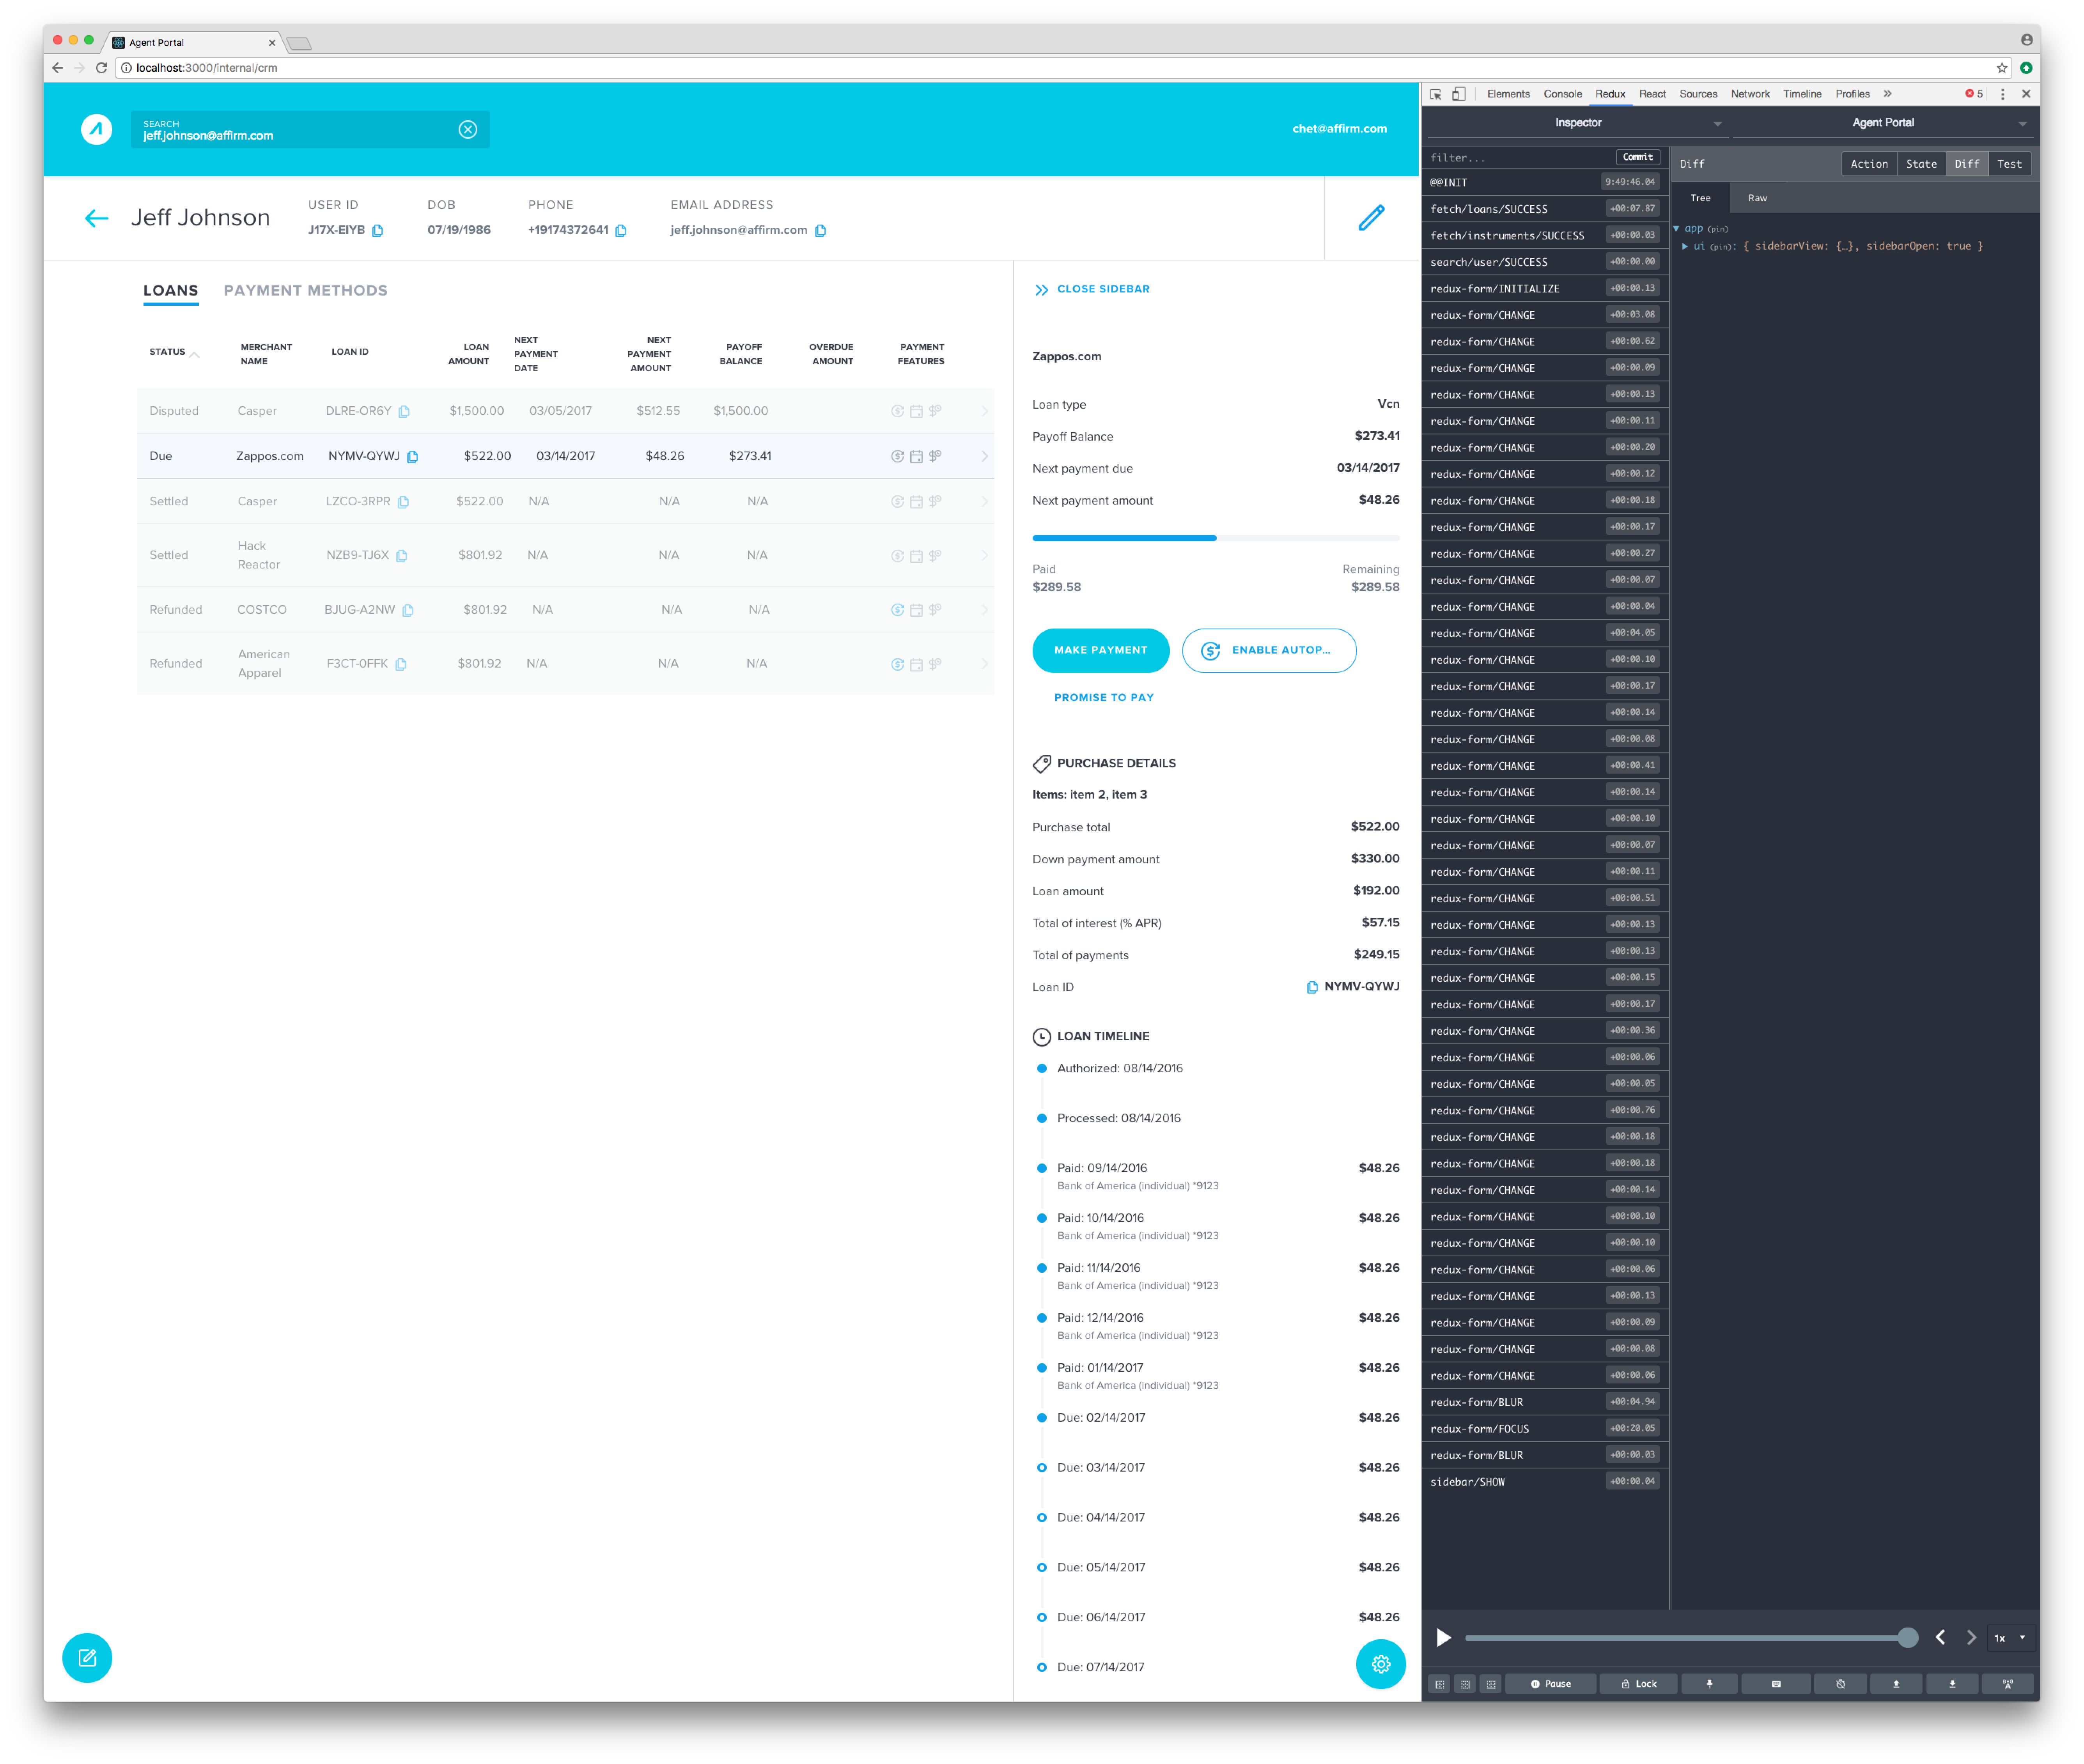 Agent Portal
localhost:3000/internal/crm
SEARCH
jeff.johnson@affirm.com
chet@affirm.com
Jeff Johnson
USER ID
J17X-EIYB
DOB
07/19/1986
PHONE
+19174372641
EMAIL ADDRESS
jeff.johnson@affirm.com
LOANS PAYMENT METHODS
STATUS MERCHANT NAME LOAN ID LOAN AMOUNT NEXT PAYMENT DATE NEXT PAYMENT AMOUNT PAYOFF BALANCE OVERDUE AMOUNT PAYMENT FEATURES
Disputed Casper DLRE-OR6Y $1,500.00 03/05/2017 $512.55 $1,500.00
Due Zappos.com NYMV-QYWJ $522.00 03/14/2017 $48.26 $273.41
Settled Casper LZCO-3RPR $522.00 N/A N/A N/A
Settled Hack Reactor NZB9-TJ6X $801.92 N/A N/A N/A
Refunded COSTCO BJUG-A2NW $801.92 N/A N/A N/A
Refunded American Apparel F3CT-0FFK $801.92 N/A N/A N/A
CLOSE SIDEBAR
Zappos.com
Loan type Vcn
Payoff Balance $273.41
Next payment due 03/14/2017
Next payment amount $48.26
Paid Remaining
$289.58 $289.58
MAKE PAYMENT ENABLE AUTOP...
PROMISE TO PAY
PURCHASE DETAILS
Items: item 2, item 3
Purchase total $522.00
Down payment amount $330.00
Loan amount $192.00
Total of interest (% APR) $57.15
Total of payments $249.15
Loan ID NYMV-QYWJ
LOAN TIMELINE
Authorized: 08/14/2016
Processed: 08/14/2016
Paid: 09/14/2016 $48.26
Bank of America (individual) *9123
Paid: 10/14/2016 $48.26
Bank of America (individual) *9123
Paid: 11/14/2016 $48.26
Bank of America (individual) *9123
Paid: 12/14/2016 $48.26
Bank of America (individual) *9123
Paid: 01/14/2017 $48.26
Bank of America (individual) *9123
Due: 02/14/2017 $48.26
Due: 03/14/2017 $48.26
Due: 04/14/2017 $48.26
Due: 05/14/2017 $48.26
Due: 06/14/2017 $48.26
Due: 07/14/2017
Elements Console Redux React Sources Network Timeline Profiles » 5
Inspector Agent Portal
filter... Commit
@@INIT 9:49:46.04
fetch/loans/SUCCESS +00:07.87
fetch/instruments/SUCCESS +00:00.03
search/user/SUCCESS +00:00.00
redux-form/INITIALIZE +00:00.13
redux-form/CHANGE +00:03.08
redux-form/CHANGE +00:00.62
redux-form/CHANGE +00:00.09
redux-form/CHANGE +00:00.13
redux-form/CHANGE +00:00.11
redux-form/CHANGE +00:00.20
redux-form/CHANGE +00:00.12
redux-form/CHANGE +00:00.18
redux-form/CHANGE +00:00.17
redux-form/CHANGE +00:00.27
redux-form/CHANGE +00:00.07
redux-form/CHANGE +00:00.04
redux-form/CHANGE +00:04.05
redux-form/CHANGE +00:00.10
redux-form/CHANGE +00:00.17
redux-form/CHANGE +00:00.14
redux-form/CHANGE +00:00.08
redux-form/CHANGE +00:00.41
redux-form/CHANGE +00:00.14
redux-form/CHANGE +00:00.10
redux-form/CHANGE +00:00.07
redux-form/CHANGE +00:00.11
redux-form/CHANGE +00:00.51
redux-form/CHANGE +00:00.13
redux-form/CHANGE +00:00.13
redux-form/CHANGE +00:00.15
redux-form/CHANGE +00:00.17
redux-form/CHANGE +00:00.36
redux-form/CHANGE +00:00.06
redux-form/CHANGE +00:00.05
redux-form/CHANGE +00:00.76
redux-form/CHANGE +00:00.18
redux-form/CHANGE +00:00.18
redux-form/CHANGE +00:00.14
redux-form/CHANGE +00:00.10
redux-form/CHANGE +00:00.10
redux-form/CHANGE +00:00.06
redux-form/CHANGE +00:00.13
redux-form/CHANGE +00:00.09
redux-form/CHANGE +00:00.08
redux-form/CHANGE +00:00.06
redux-form/BLUR +00:04.94
redux-form/FOCUS +00:20.05
redux-form/BLUR +00:00.03
sidebar/SHOW +00:00.04
Diff Action State Diff Test
Tree Raw
app (pin)
ui (pin): { sidebarView: {…}, sidebarOpen: true }
1x
Pause Lock